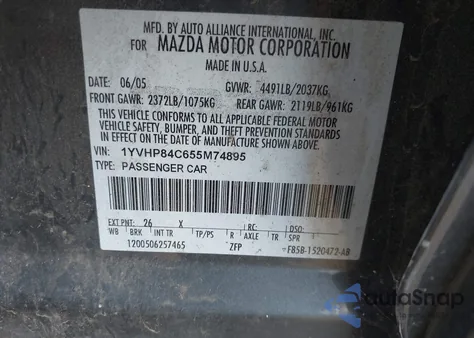 MFD. BY AUTO ALLIANCE INTERNATIONAL, INC.
FOR MAZDA MOTOR CORPORATION
MADE IN U.S.A.
DATE: 06/05 GVWR: 4491LB/2037KG
FRONT GAWR: 2372LB/1075KG REAR GAWR: 2119LB/961KG
THIS VEHICLE CONFORMS TO ALL APPLICABLE FEDERAL MOTOR
VEHICLE SAFETY, BUMPER, AND THEFT PREVENTION STANDARDS
IN EFFECT ON THE DATE OF MANUFACTURE SHOWN ABOVE.
VIN: 1YVHP84C655M74895
TYPE: PASSENGER CAR
EXT PNT: 26 X RC: DSO:
WB BRK INT TR TP/PS R AXLE TR SPR
1200506257465 ZFP F85B-1520472-AB
autoSnap